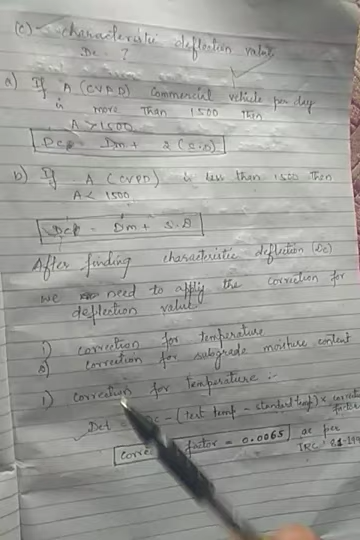 (c) characteristic deflection value
Dc ?
a) If A (CVPD) commercial vehicle per day
is more than 1500 then
A > 1500
Dc = Dm + 2 (S.D)
b) If A (CVPD) is less than 1500 then
A < 1500
Dc = Dm + S.D
After finding characteristic deflection (Dc)
we need to apply the correction for
deflection value.
1) correction for temperature
2) correction for subgrade moisture content
1) correction for temperature :-
Dct = Dc - (test temp - standard temp) × correction
factor
factor = 0.0065 as per
IRC: 81-